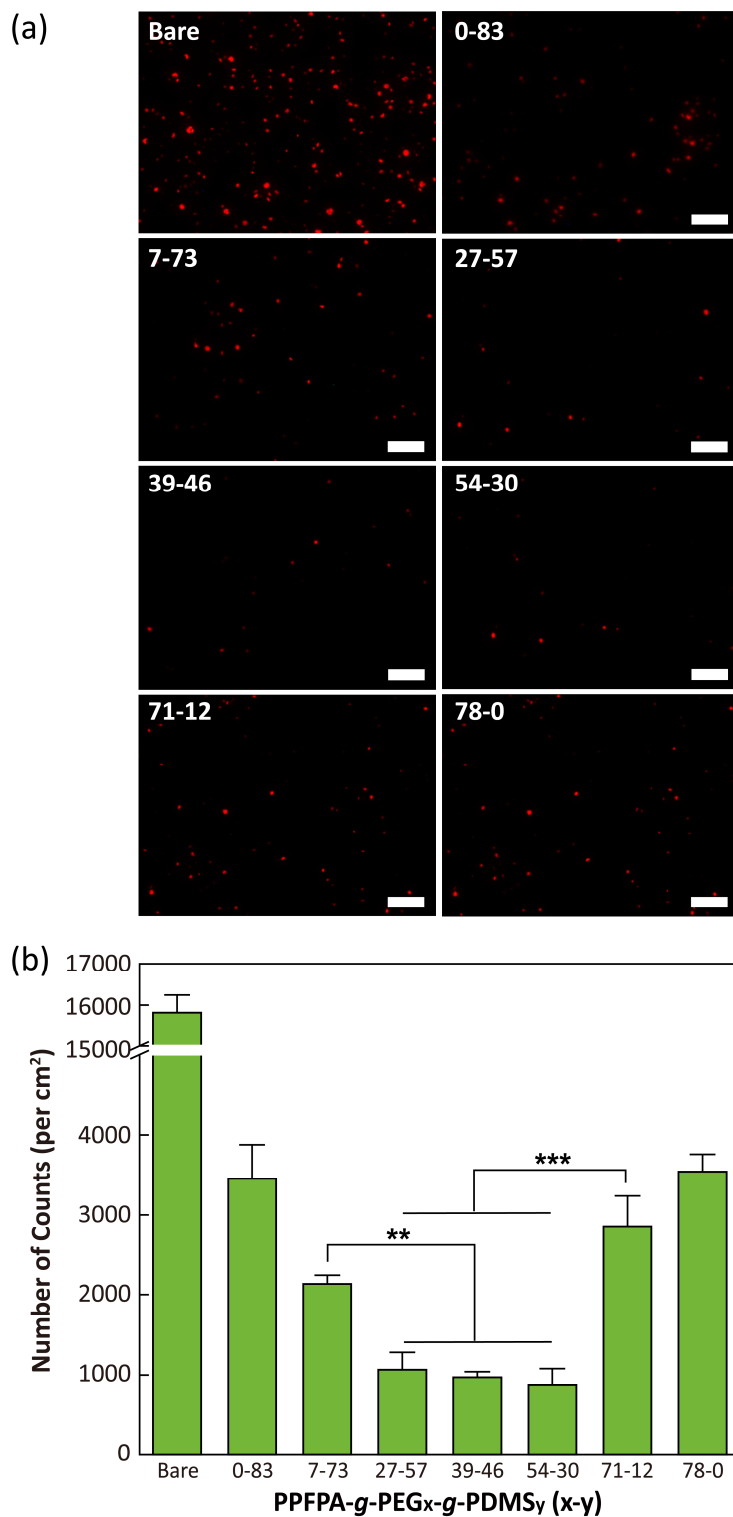 (a)
Bare
0-83
7-73
27-57
39-46
54-30
71-12
78-0
(b)
17000
16000
15000
4000
3000
2000
1000
0
Number of Counts (per cm²)
**
***
Bare 0-83 7-73 27-57 39-46 54-30 71-12 78-0
PPFPA-g-PEGx-g-PDMSy (x-y)